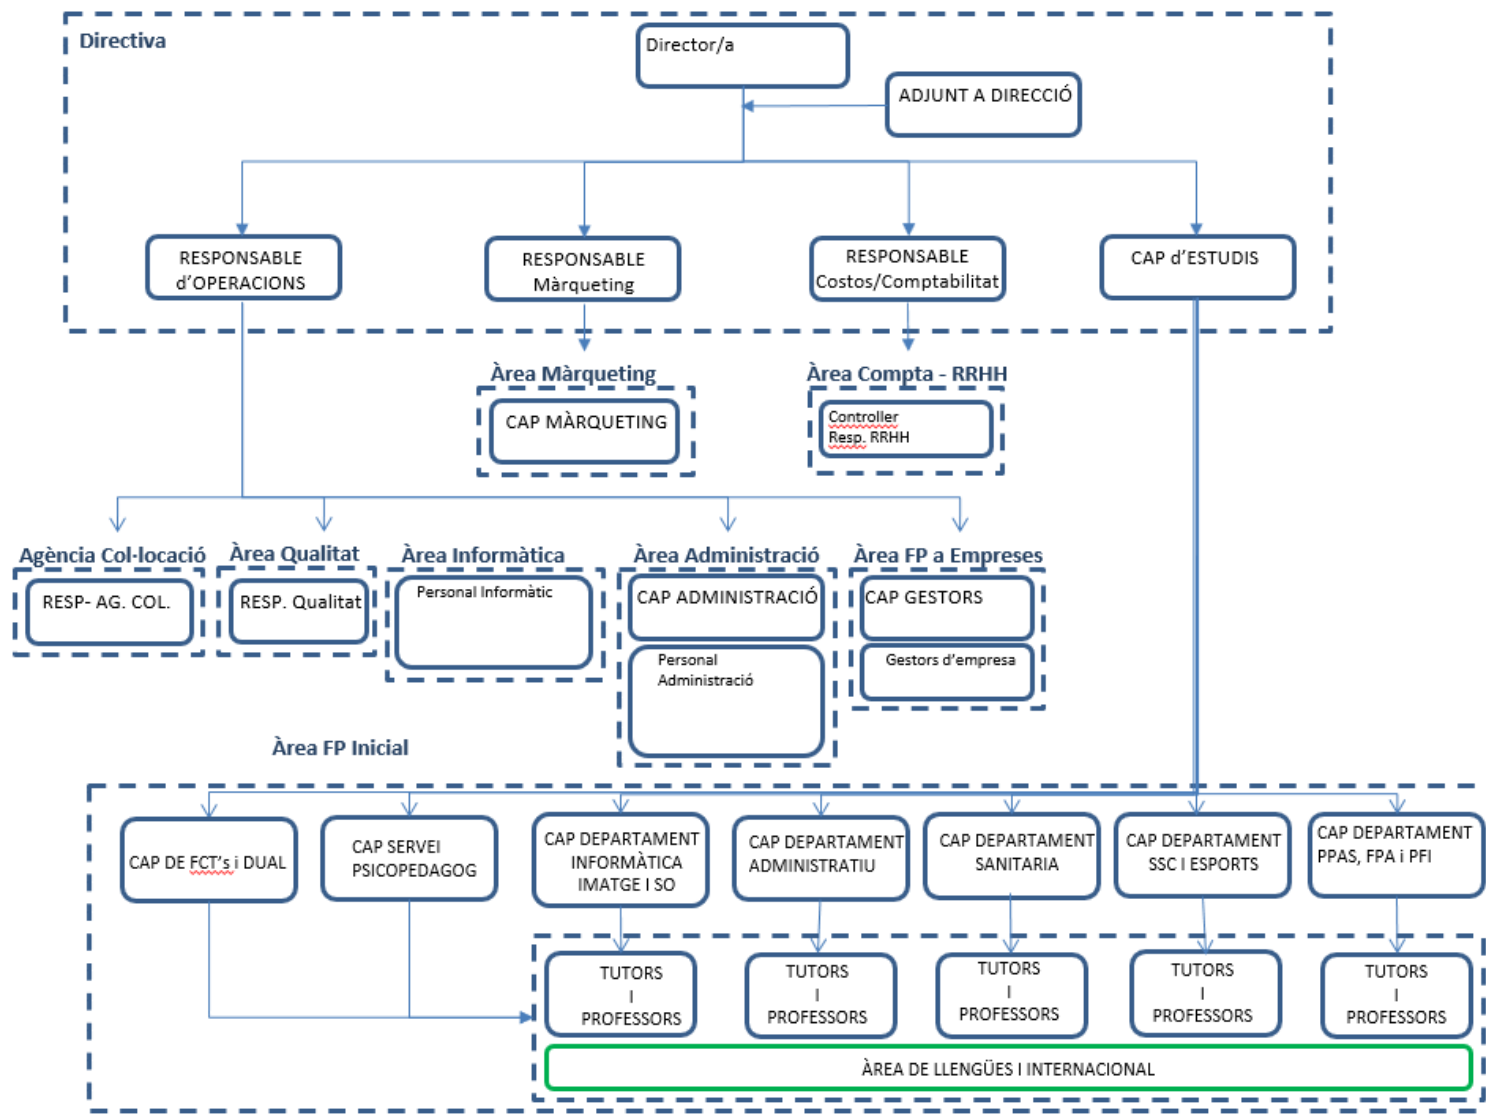 Directiva
Director/a
ADJUNT A DIRECCIÓ
RESPONSABLE
d'OPERACIONS
RESPONSABLE
Màrqueting
RESPONSABLE
Costos/Comptabilitat
CAP d'ESTUDIS
Àrea Màrqueting
CAP MÀRQUETING
Àrea Compta - RRHH
Controller
Resp. RRHH
Agència Col·locació
RESP- AG. COL.
Àrea Qualitat
RESP. Qualitat
Àrea Informàtica
Personal Informàtic
Àrea Administració
CAP ADMINISTRACIÓ
Personal
Administració
Àrea FP a Empreses
CAP GESTORS
Gestors d'empresa
Àrea FP Inicial
CAP DE FCT's i DUAL
CAP SERVEI
PSICOPEDAGOG
CAP DEPARTAMENT
INFORMÀTICA
IMATGE I SO
CAP DEPARTAMENT
ADMINISTRATIU
CAP DEPARTAMENT
SANITARIA
CAP DEPARTAMENT
SSC I ESPORTS
CAP DEPARTAMENT
PPAS, FPA i PFI
TUTORS
I
PROFESSORS
TUTORS
I
PROFESSORS
TUTORS
I
PROFESSORS
TUTORS
I
PROFESSORS
TUTORS
I
PROFESSORS
ÀREA DE LLENGÜES I INTERNACIONAL